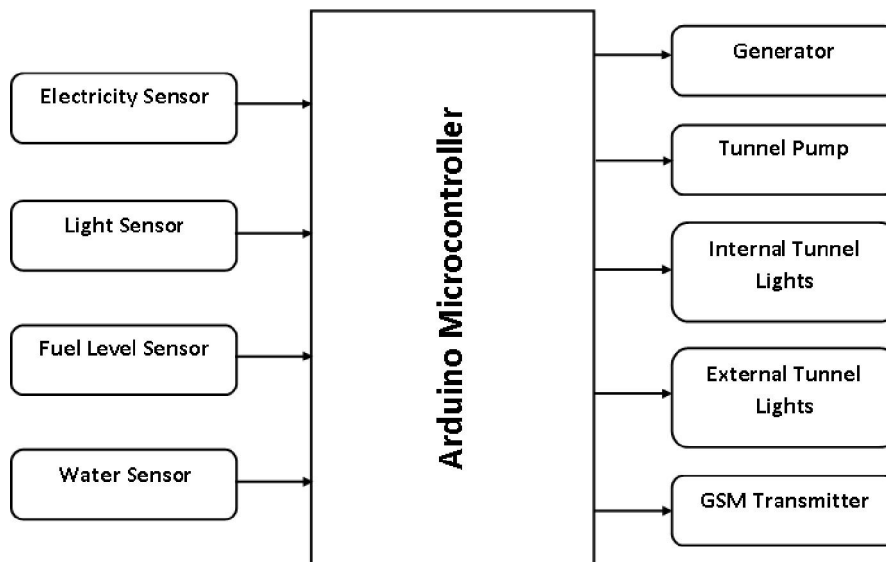 Electricity Sensor
Light Sensor
Fuel Level Sensor
Water Sensor
Arduino Microcontroller
Generator
Tunnel Pump
Internal Tunnel
Lights
External Tunnel
Lights
GSM Transmitter